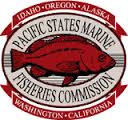 IDAHO • OREGON • ALASKA
PACIFIC STATES MARINE
FISHERIES COMMISSION
WASHINGTON • CALIFORNIA